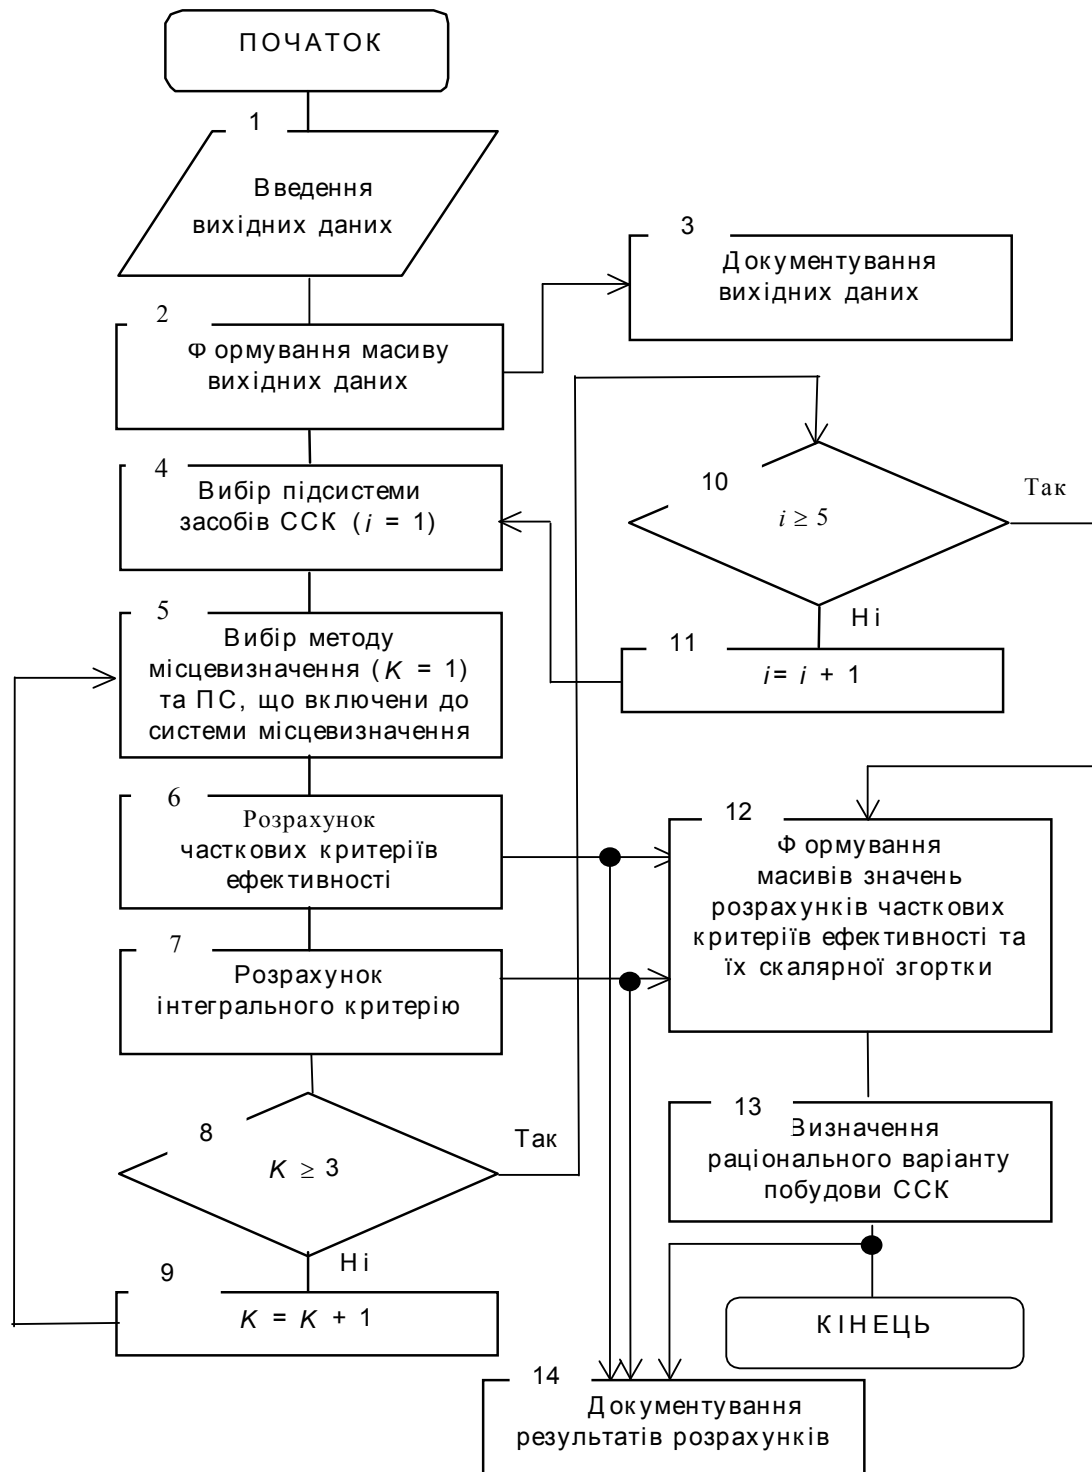 ПОЧАТОК
1
Введення
вихідних даних
2
Формування масиву
вихідних даних
3
Документування
вихідних даних
4
Вибір підсистеми
засобів ССК (i = 1)
5
Вибір методу
місцевизначення (K = 1)
та ПС, що включени до
системи місцевизначення
6
Розрахунок
часткових критеріїв
ефективності
7
Розрахунок
інтегрального критерію
8
K ≥ 3
Так
Ні
9
K = K + 1
10
i ≥ 5
Так
Ні
11
i = i + 1
12
Формування
масивів значень
розрахунків часткових
критеріїв ефективності та
їх скалярної згортки
13
Визначення
раціонального варіанту
побудови ССК
КІНЕЦЬ
14
Документування
результатів розрахунків